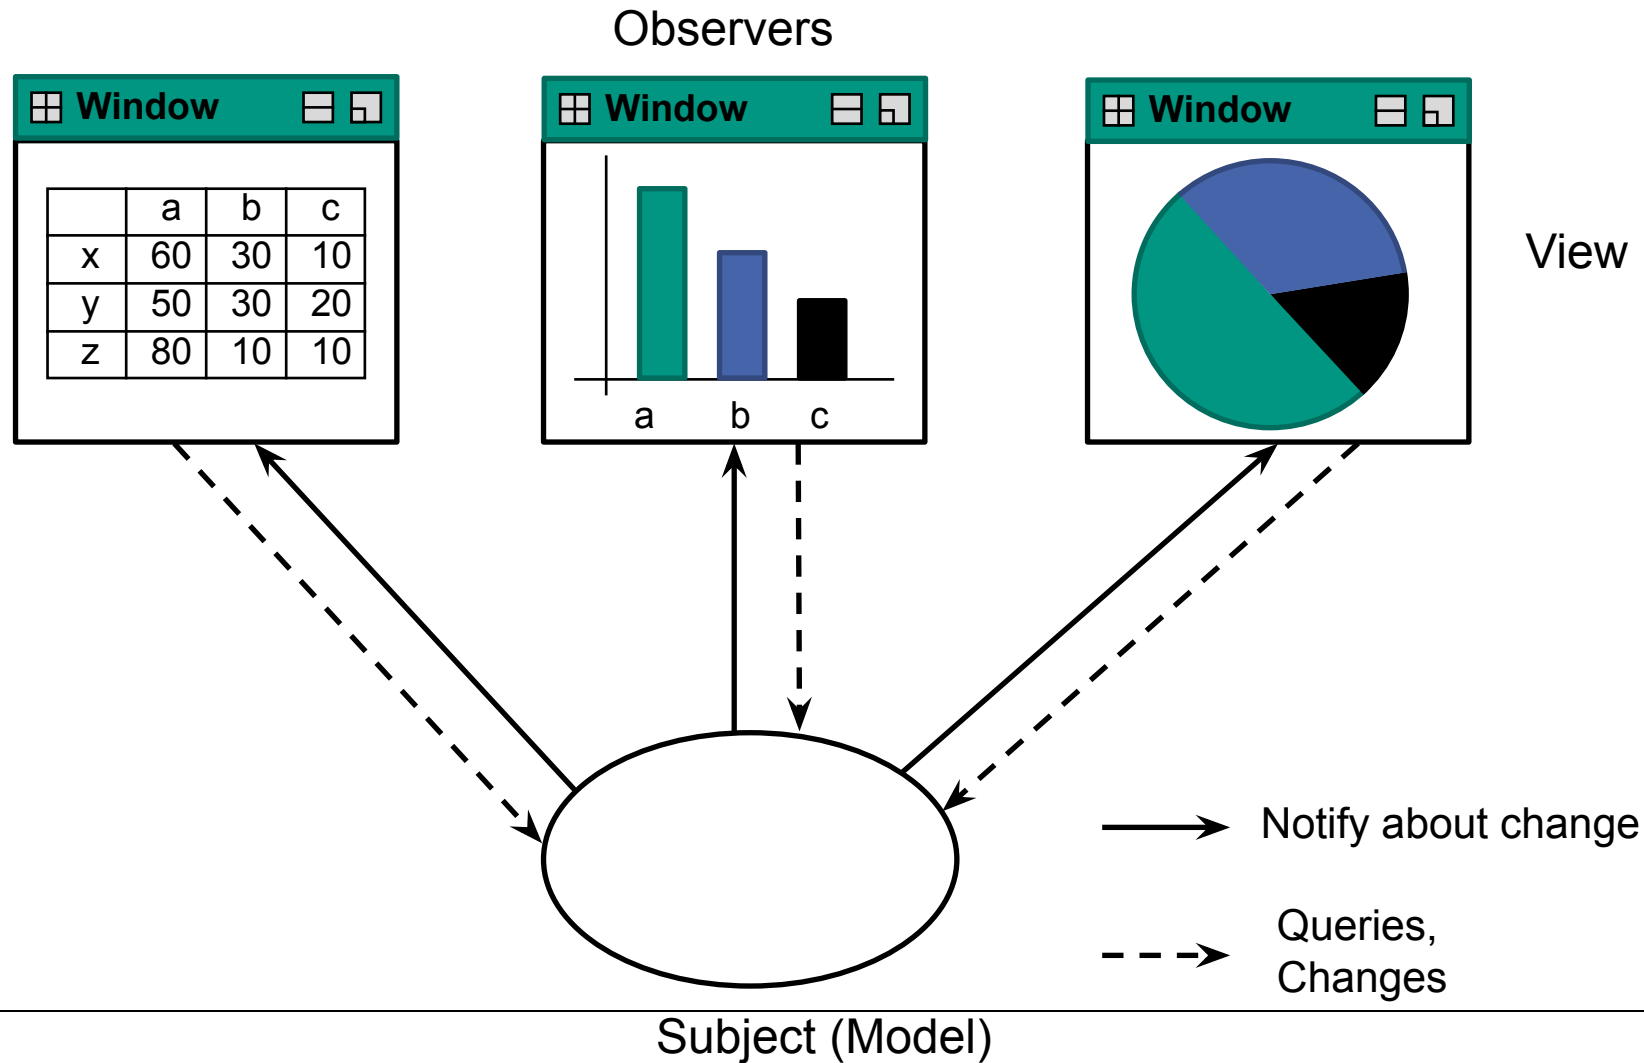 Observers
Window
Window
Window
a b c
x 60 30 10
y 50 30 20
z 80 10 10
a b c
View
Notify about change
Queries,
Changes
Subject (Model)